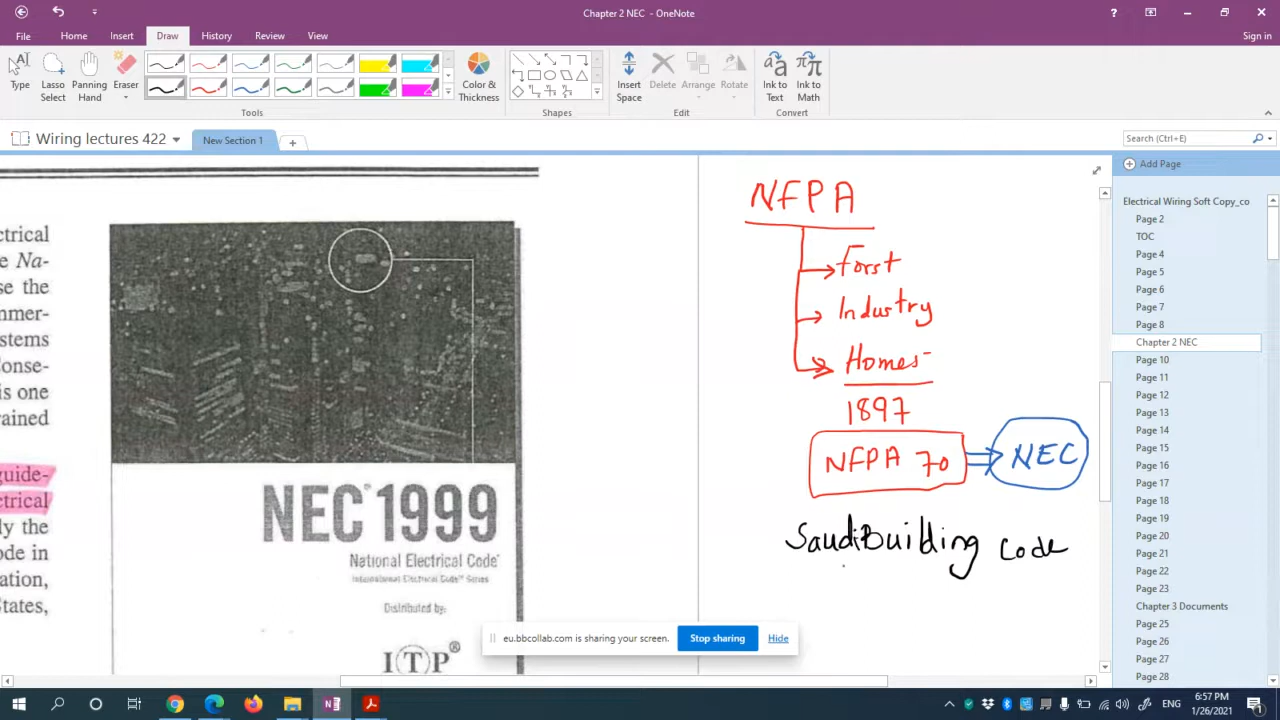 Chapter 2 NEC - OneNote
Sign in
File Home Insert Draw History Review View
Type
Lasso Select
Panning Hand
Eraser
Color & Thickness
Insert Space
Delete
Arrange
Rotate
Ink to Text
Ink to Math
Tools
Shapes
Edit
Convert
Wiring lectures 422
New Section 1
Search (Ctrl+E)
Add Page
Electrical Wiring Soft Copy_co
Page 2
TOC
Page 4
Page 5
Page 6
Page 7
Page 8
Chapter 2 NEC
Page 10
Page 11
Page 12
Page 13
Page 14
Page 15
Page 16
Page 17
Page 18
Page 19
Page 20
Page 21
Page 22
Page 23
Chapter 3 Documents
Page 25
Page 26
Page 27
Page 28
ctrical
e Na-
se the
mmer-
stems
Conse-
is one
rained
guide-
ctrical
ly the
ode in
ation,
States,
NEC® 1999
National Electrical Code®
International Electrical Code™ Series
Distributed by:
ITP®
NFPA
Forst
Industry
Homes
1897
NFPA 70
NEC
Saudi Building code
eu.bbcollab.com is sharing your screen.
Stop sharing
Hide
6:57 PM
1/26/2021